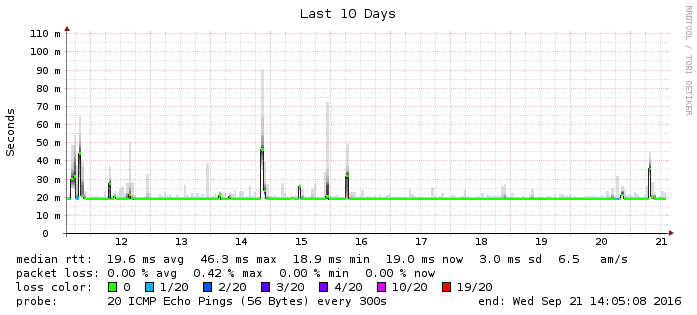 Last 10 Days
RRDTOOL / TOBI OETIKER
Seconds
110 m
100 m
90 m
80 m
70 m
60 m
50 m
40 m
30 m
20 m
10 m
0
12 13 14 15 16 17 18 19 20 21
median rtt: 19.6 ms avg 46.3 ms max 18.9 ms min 19.0 ms now 3.0 ms sd 6.5 am/s
packet loss: 0.00 % avg 0.42 % max 0.00 % min 0.00 % now
loss color: 0 1/20 2/20 3/20 4/20 10/20 19/20
probe: 20 ICMP Echo Pings (56 Bytes) every 300s end: Wed Sep 21 14:05:08 2016